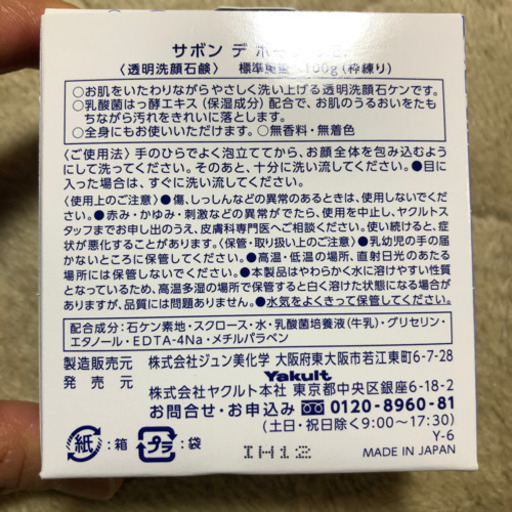 サボン デ
〈透明洗顔石鹸〉 標準重量 100g(枠練り)
○お肌をいたわりながらやさしく洗い上げる透明洗顔石ケンです。
○乳酸菌はっ酵エキス(保湿成分)配合で、お肌のうるおいをたも
ちながら汚れをきれいに落とします。
○全身にもお使いいただけます。○無香料・無着色
〈ご使用法〉手のひらでよく泡立ててから、お顔全体を包み込むように
して洗ってください。そのあと、十分に洗い流してください。●目に
入った場合は、すぐに洗い流してください。
〈使用上のご注意〉●傷、しっしんなどの異常のあるときは、使用しないでくだ
さい。●赤み・かゆみ・刺激などの異常がでたら、使用を中止し、ヤクルトス
タッフまでお申し出のうえ、皮膚科専門医へご相談ください。使い続けると、症
状が悪化することがあります。〈保管・取り扱い上のご注意〉●乳幼児の手の届
かないところに保管してください。●高温・低温の場所、直射日光のあたる
場所には保管しないでください。●本製品はやわらかく水に溶けやすい性質
となっているため、高温多湿の場所で保管すると白く溶けた状態になる場合が
ありますが、品質には問題ありません。●水気をよくきって保管してください。
配合成分:石ケン素地・スクロース・水・乳酸菌培養液(牛乳)・グリセリン・
エタノール・EDTA-4Na・メチルパラベン
製造販売元 株式会社ジュン美化学 大阪府東大阪市若江東町6-7-28
発売元 Yakult
株式会社ヤクルト本社 東京都中央区銀座6-18-2
お問合せ・お申込み 0120-8960-81
(土日・祝日除く9:00〜17:30)
紙:箱 プラ:袋
Y-6
IH12 MADE IN JAPAN